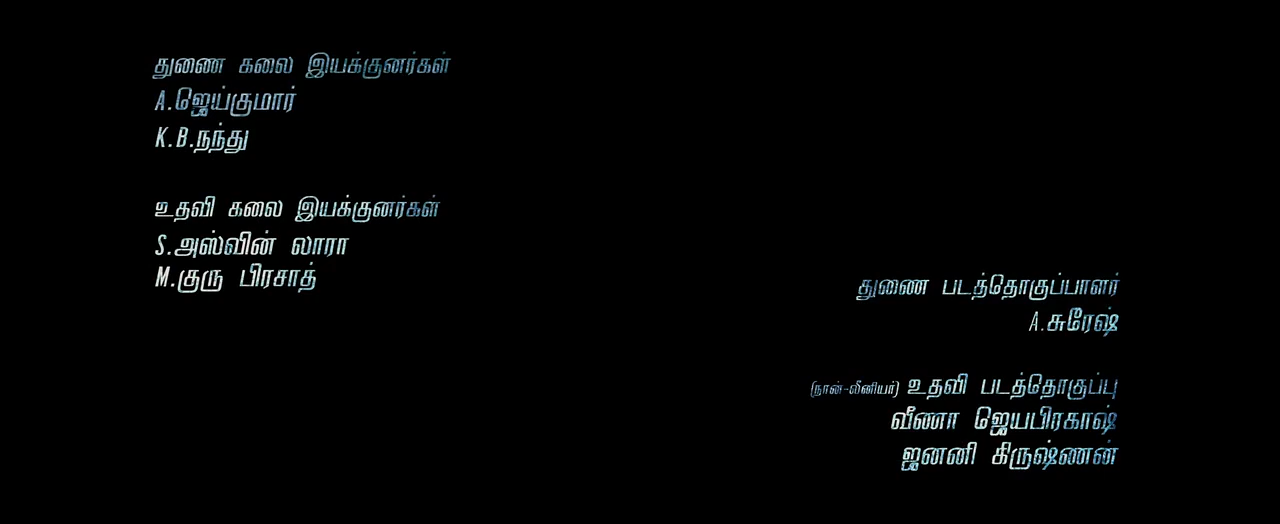 துணை கலை இயக்குனர்கள்
A.ஜெய்குமார்
K.B.நந்து
உதவி கலை இயக்குனர்கள்
S.அஸ்வின் லாரா
M.குரு பிரசாத்
துணை படத்தொகுப்பாளர்
A.சுரேஷ்
(நான்-லீனியர்) உதவி படத்தொகுப்பு
வீணா ஜெயபிரகாஷ்
ஜனனி கிருஷ்ணன்